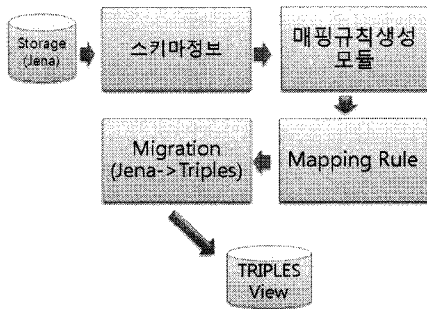 Storage
(Jena)
스키마정보
매핑규칙생성
모듈
Migration
(Jena->Triples)
Mapping Rule
TRIPLES
View